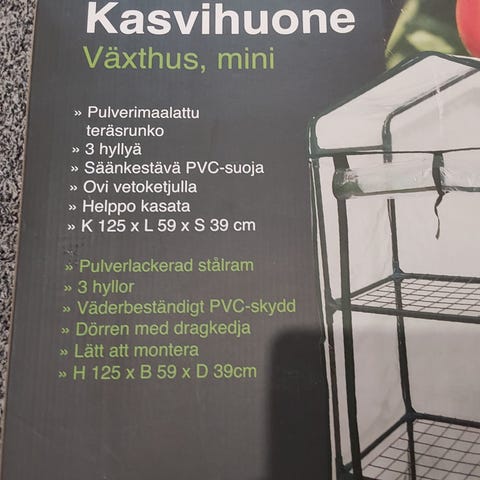 Kasvihuone
Växthus, mini
» Pulverimaalattu
teräsrunko
» 3 hyllyä
» Säänkestävä PVC-suoja
» Ovi vetoketjulla
» Helppo kasata
» K 125 x L 59 x S 39 cm
» Pulverlackerad stålram
» 3 hyllor
» Väderbeständigt PVC-skydd
» Dörren med dragkedja
» Lätt att montera
» H 125 x B 59 x D 39cm